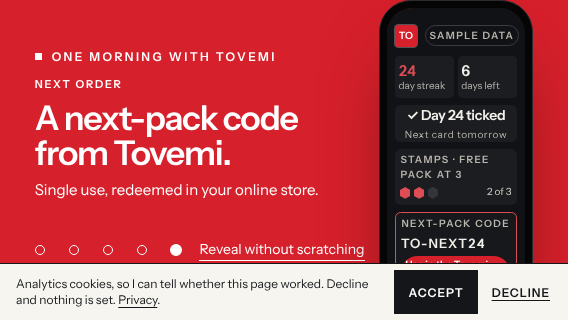 ONE MORNING WITH TOVEMI
NEXT ORDER
A next-pack code
from Tovemi.
Single use, redeemed in your online store.
Reveal without scratching
TO
SAMPLE DATA
24
day streak
6
days left
✓ Day 24 ticked
Next card tomorrow
STAMPS · FREE
PACK AT 3
2 of 3
NEXT-PACK CODE
TO-NEXT24
Analytics cookies, so I can tell whether this page worked. Decline
and nothing is set. Privacy.
ACCEPT
DECLINE